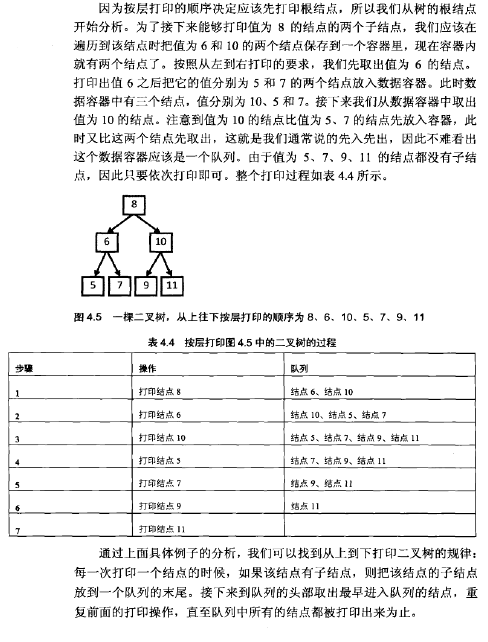 因为按层打印的顺序决定应该先打印根结点，所以我们从树的根结点
开始分析。为了接下来能够打印值为 8 的结点的两个子结点，我们应该在
遍历到该结点时把值为 6 和 10 的两个结点保存到一个容器里，现在容器内
就有两个结点了。按照从左到右打印的要求，我们先取出值为 6 的结点。
打印出值 6 之后把它的值分别为 5 和 7 的两个结点放入数据容器。此时数
据容器中有三个结点，值分别为 10、5 和 7。接下来我们从数据容器中取出
值为 10 的结点。注意到值为 10 的结点比值为 5、7 的结点先放入容器，此
时又比这两个结点先取出，这就是我们通常说的先入先出，因此不难看出
这个数据容器应该是一个队列。由于值为 5、7、9、11 的结点都没有子结
点，因此只要依次打印即可。整个打印过程如表 4.4 所示。
8
6 10
5 7 9 11
图 4.5 一棵二叉树，从上往下按层打印的顺序为 8、6、10、5、7、9、11
表 4.4 按层打印图 4.5 中的二叉树的过程
步骤 操作 队列
1 打印结点 8 结点 6、结点 10
2 打印结点 6 结点 10、结点 5、结点 7
3 打印结点 10 结点 5、结点 7、结点 9、结点 11
4 打印结点 5 结点 7、结点 9、结点 11
5 打印结点 7 结点 9、结点 11
6 打印结点 9 结点 11
7 打印结点 11
通过上面具体例子的分析，我们可以找到从上到下打印二叉树的规律：
每一次打印一个结点的时候，如果该结点有子结点，则把该结点的子结点
放到一个队列的末尾。接下来到队列的头部取出最早进入队列的结点，重
复前面的打印操作，直至队列中所有的结点都被打印出来为止。